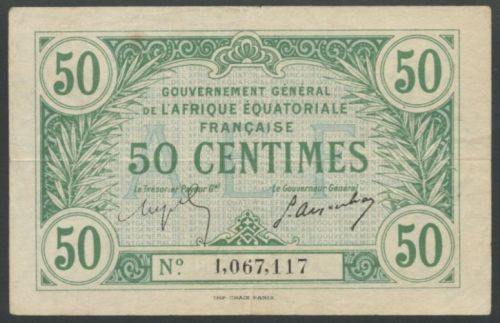 50 50
GOUVERNEMENT GÉNÉRAL
DE L'AFRIQUE ÉQUATORIALE
FRANÇAISE
AEF
50 CENTIMES
Le Trésorier Payeur Gal Le Gouverneur Général
50 50
No. 1,067,117
IMP. CHAIX PARIS